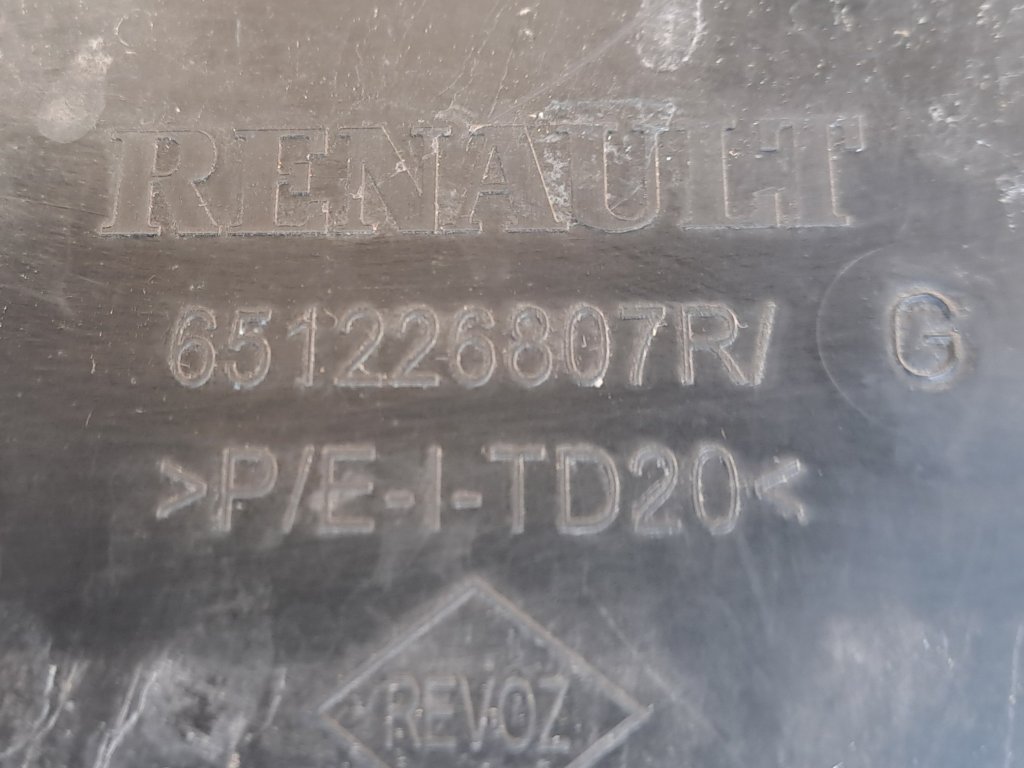 RENAULT
651226807R/ G
>P/E-I-TD20<
REVOZ